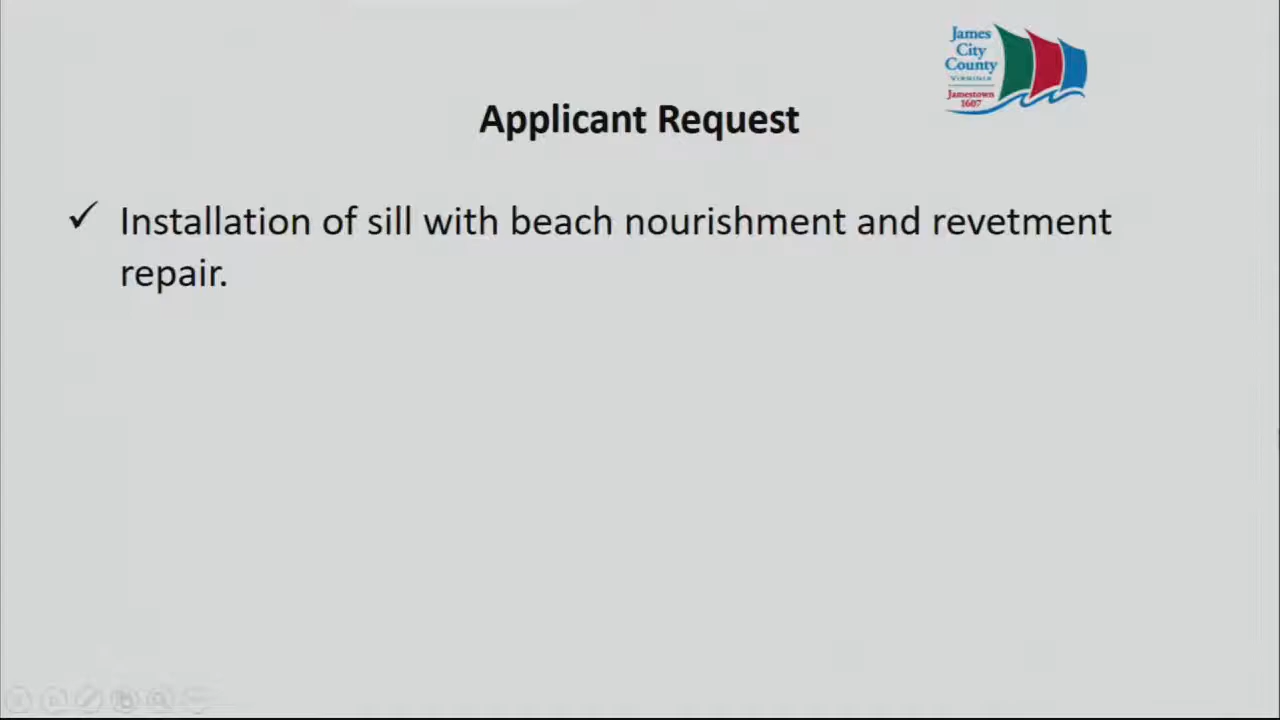 James
City
County
VIRGINIA
Jamestown
1607
Applicant Request
✓ Installation of sill with beach nourishment and revetment
repair.